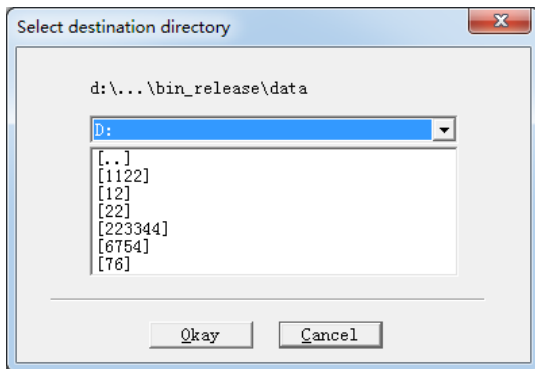 Select destination directory
d:\...\bin_release\data
D:
[..]
[1122]
[12]
[22]
[223344]
[6754]
[76]
Okay
Cancel